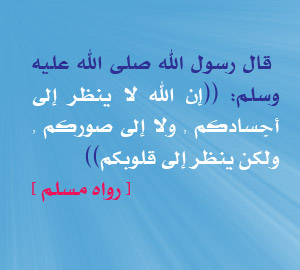 قال رسول الله صلى الله عليه
وسلم: ((إن الله لا ينظر إلى
أجسادكم , ولا إلى صوركم ,
ولكن ينظر إلى قلوبكم))
[ رواه مسلم ]